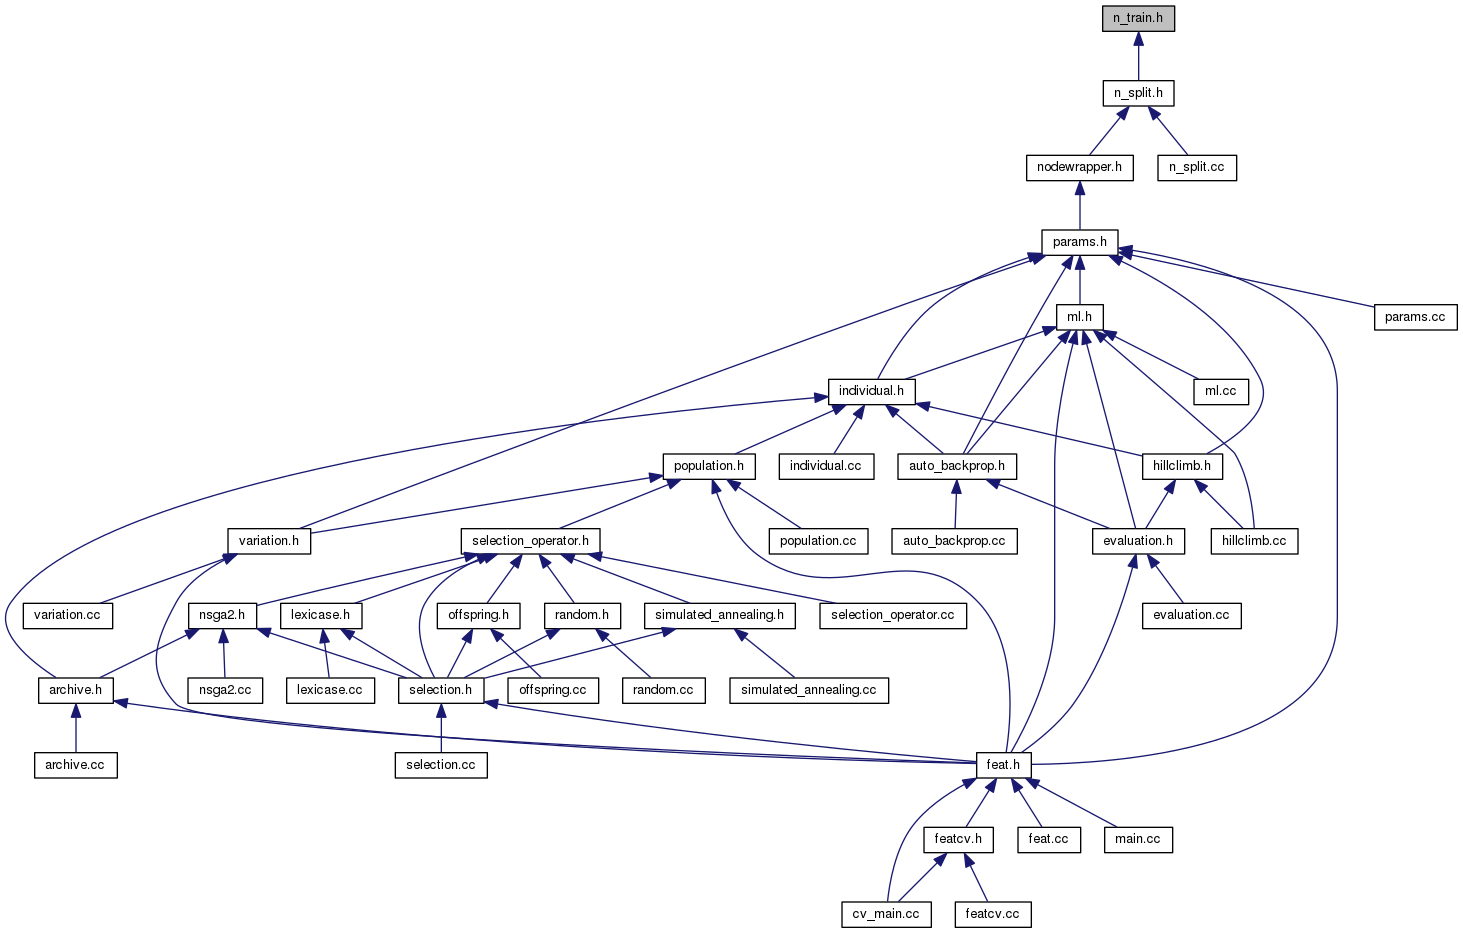 n_train.h
n_split.h
nodewrapper.h
n_split.cc
params.h
ml.h
params.cc
individual.h
ml.cc
population.h
individual.cc
auto_backprop.h
hillclimb.h
variation.h
selection_operator.h
population.cc
auto_backprop.cc
evaluation.h
hillclimb.cc
variation.cc
nsga2.h
lexicase.h
offspring.h
random.h
simulated_annealing.h
selection_operator.cc
evaluation.cc
archive.h
nsga2.cc
lexicase.cc
selection.h
offspring.cc
random.cc
simulated_annealing.cc
archive.cc
selection.cc
feat.h
featcv.h
feat.cc
main.cc
cv_main.cc
featcv.cc